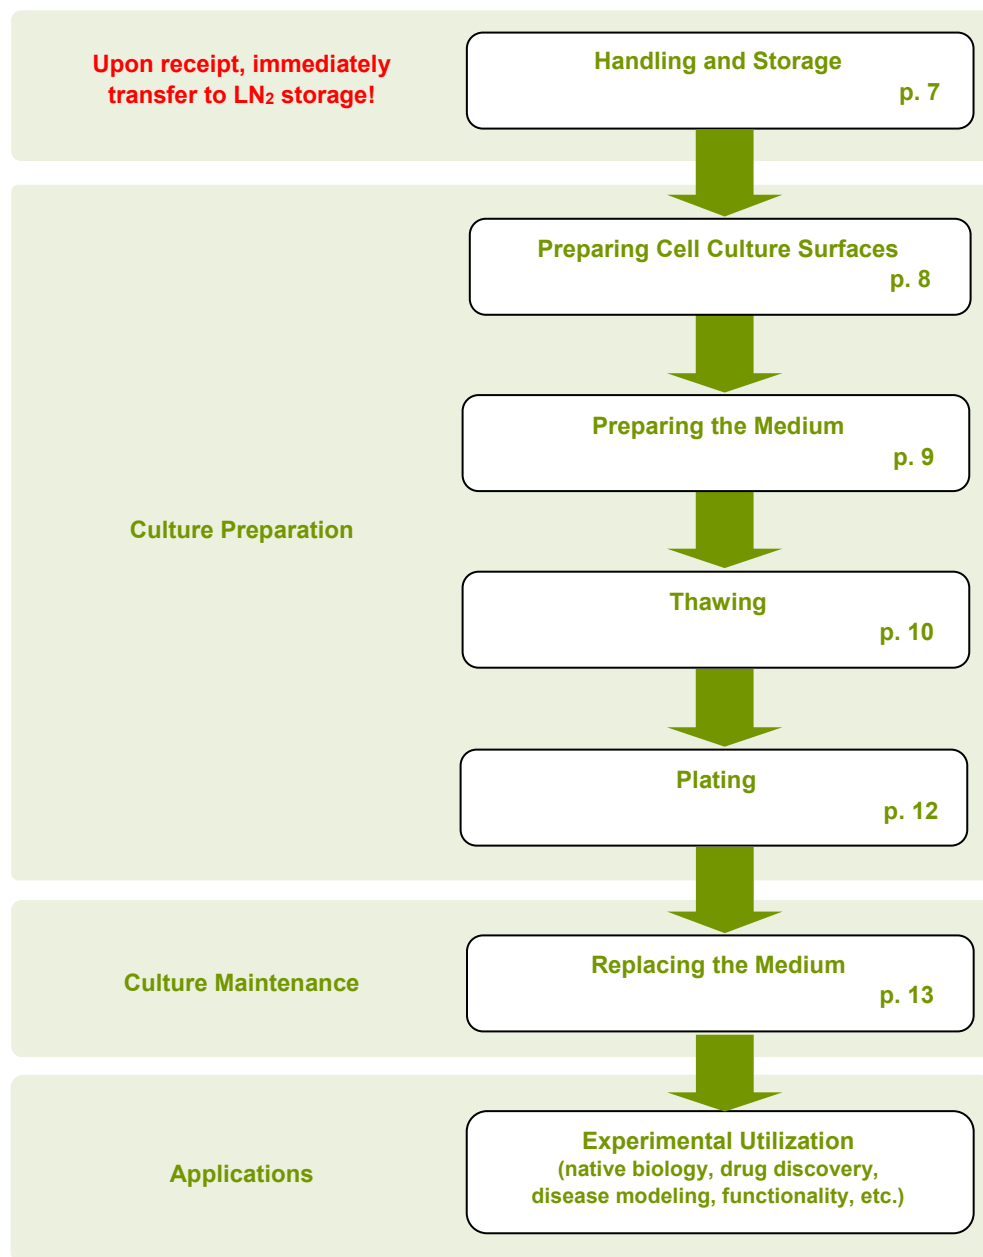 Upon receipt, immediately
transfer to LN₂ storage!
Handling and Storage
p. 7
Culture Preparation
Preparing Cell Culture Surfaces
p. 8
Preparing the Medium
p. 9
Thawing
p. 10
Plating
p. 12
Culture Maintenance
Replacing the Medium
p. 13
Applications
Experimental Utilization
(native biology, drug discovery,
disease modeling, functionality, etc.)